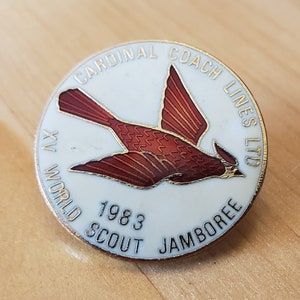 CARDINAL COACH LINES LTD
1983
XV WORLD SCOUT JAMBOREE